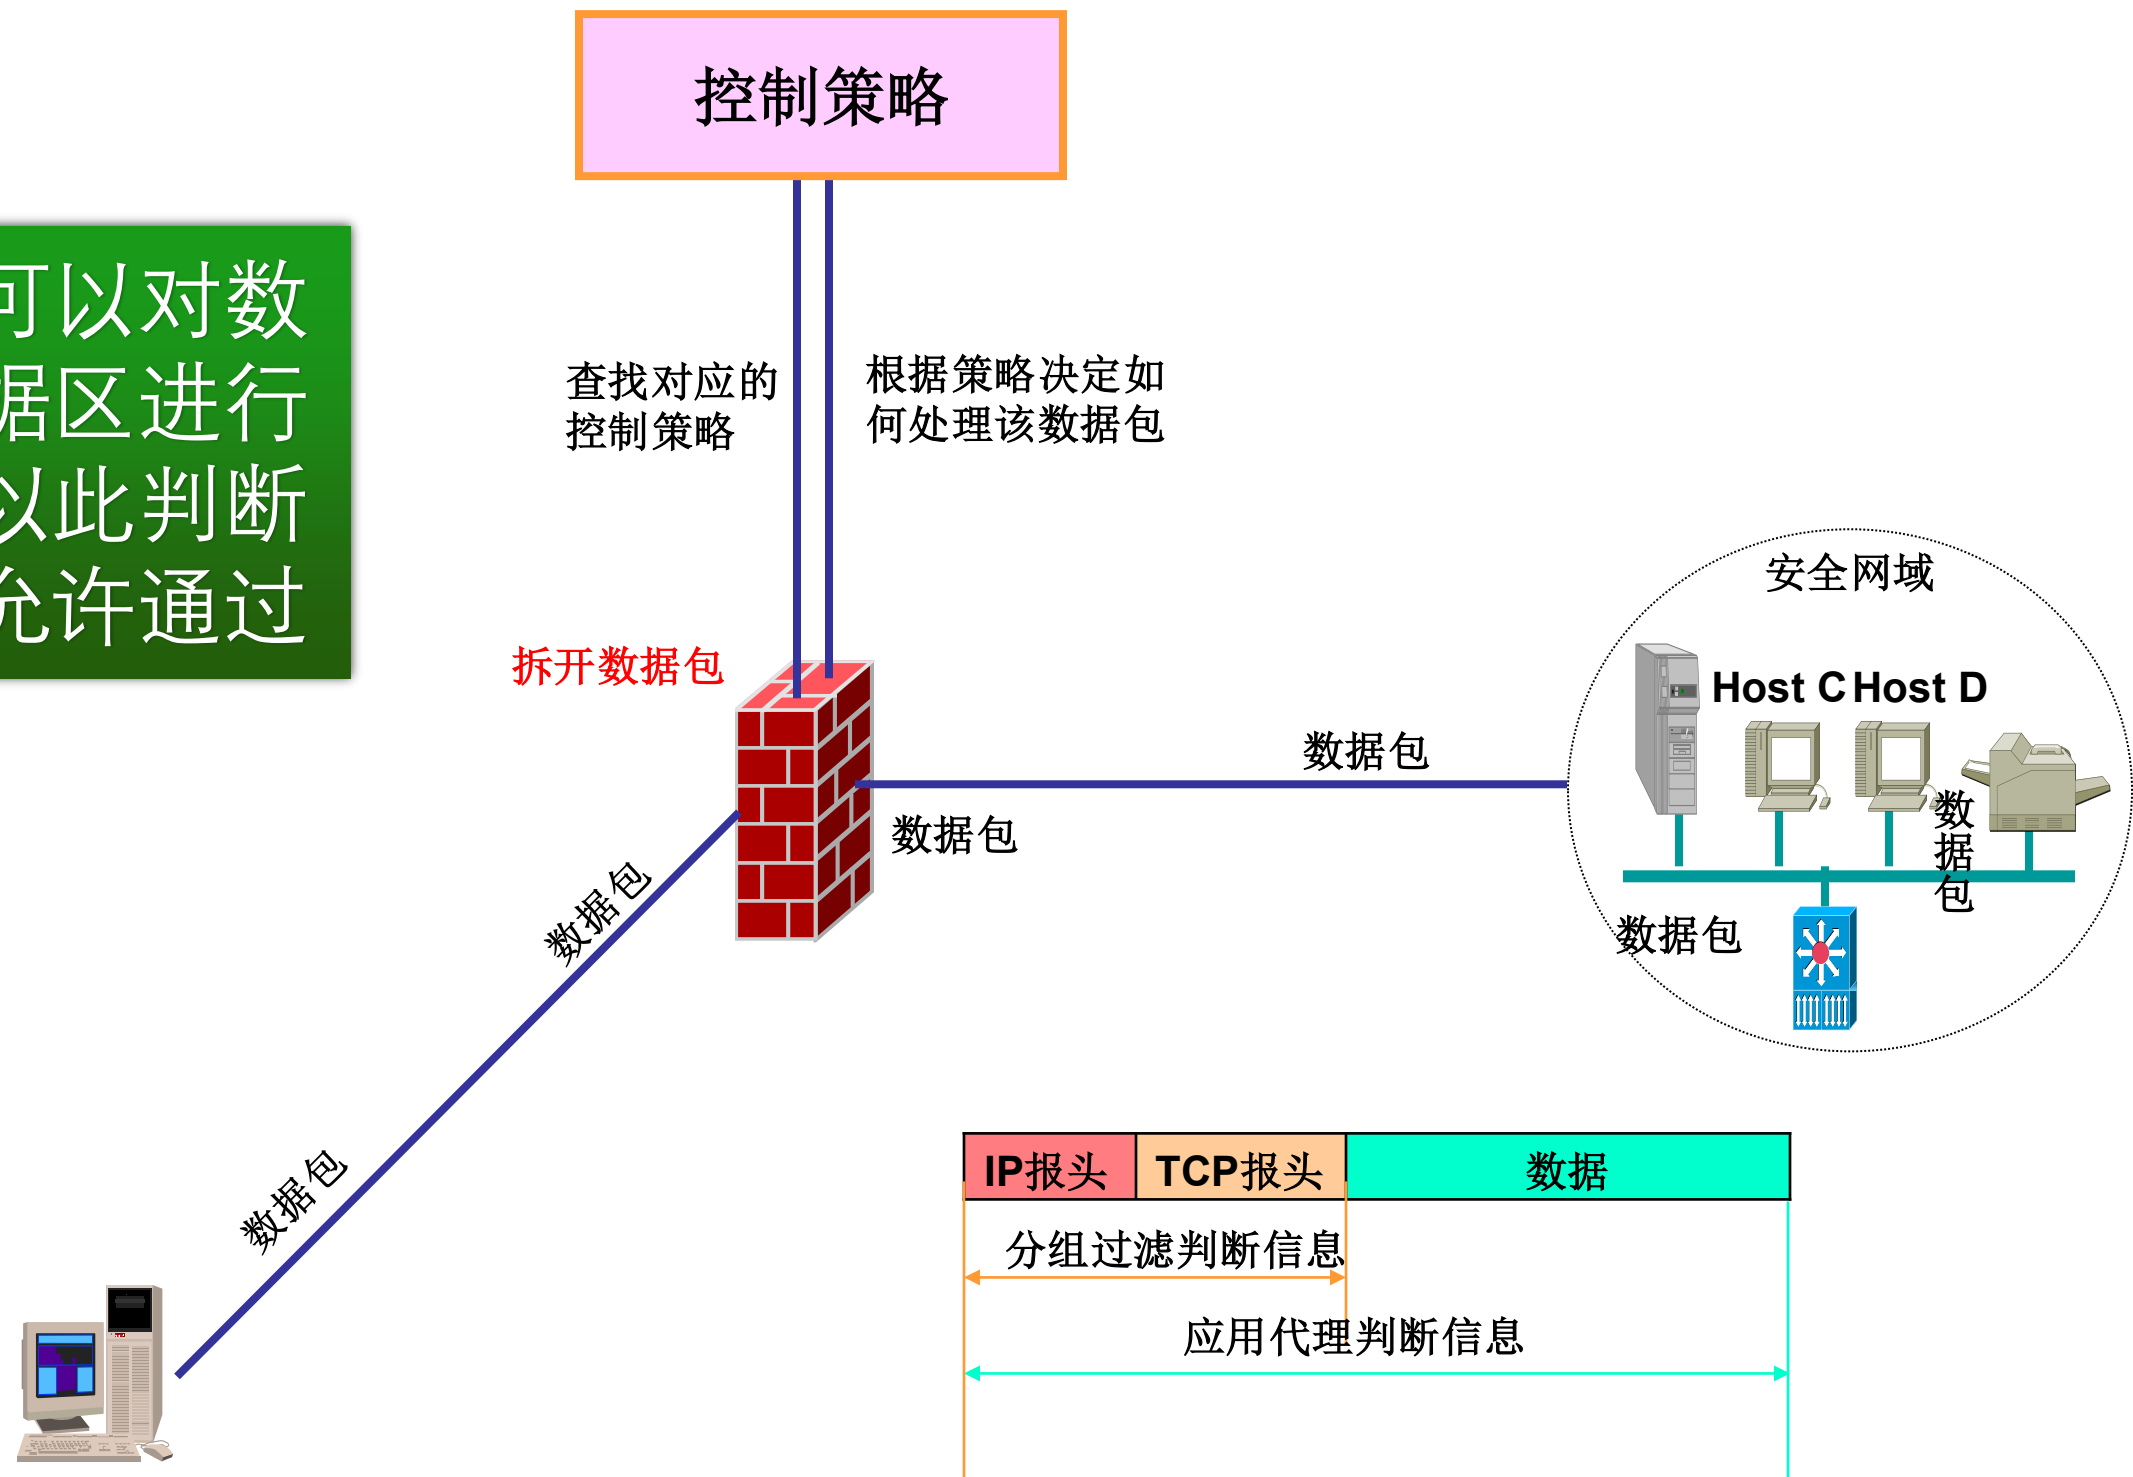 控制策略
可以对数
据区进行
以此判断
允许通过
查找对应的
控制策略
根据策略决定如
何处理该数据包
安全网域
拆开数据包
Host C
Host D
数据包
数据包
数据包
数据包
数据包
数据包
IP报头
TCP报头
数据
分组过滤判断信息
应用代理判断信息